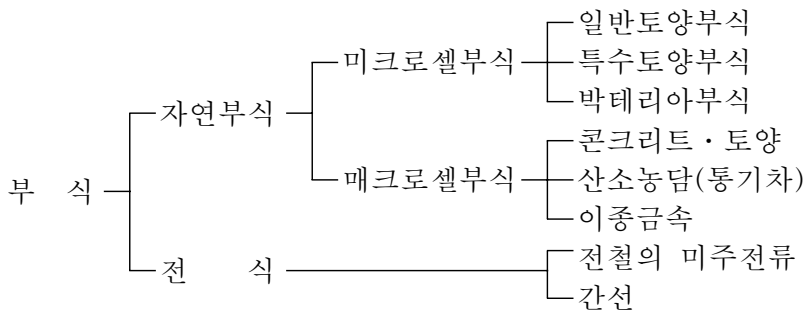 일반토양부식
미크로셀부식 특수토양부식
박테리아부식
자연부식
콘크리트·토양
매크로셀부식 산소농담(통기차)
부 식
이종금속
전철의 미주전류
전 식
간선